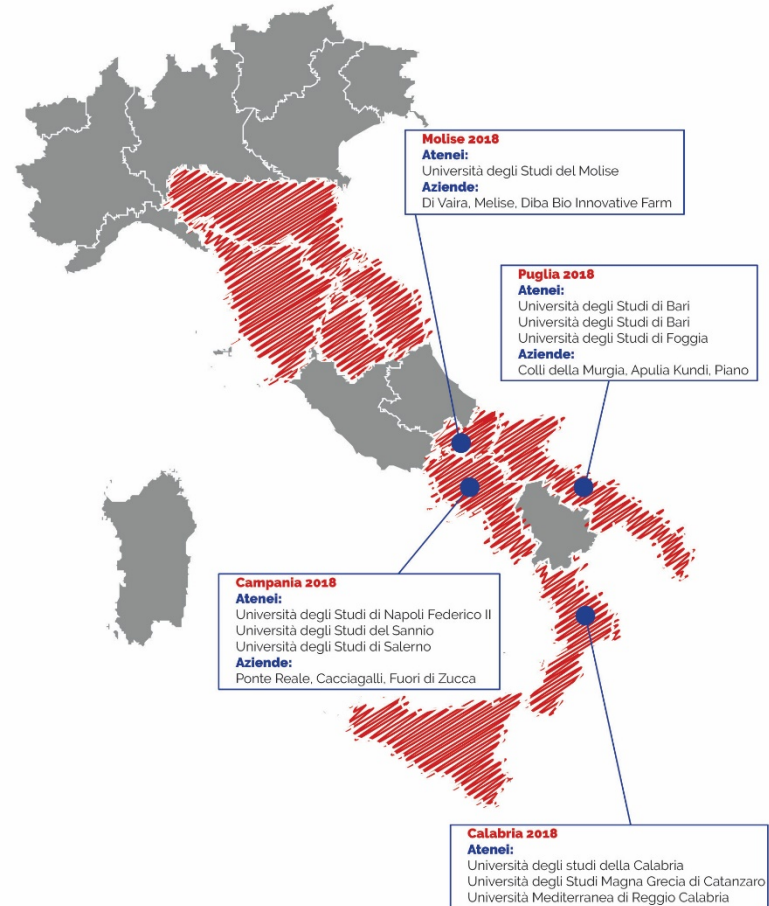 Molise 2018
Atenei:
Università degli Studi del Molise
Aziende:
Di Vaira, Melise, Diba Bio Innovative Farm
Puglia 2018
Atenei:
Università degli Studi di Bari
Università degli Studi di Bari
Università degli Studi di Foggia
Aziende:
Colli della Murgia, Apulia Kundi, Piano
Campania 2018
Atenei:
Università degli Studi di Napoli Federico II
Università degli Studi del Sannio
Università degli Studi di Salerno
Aziende:
Ponte Reale, Cacciagalli, Fuori di Zucca
Calabria 2018
Atenei:
Università degli studi della Calabria
Università degli Studi Magna Grecia di Catanzaro
Università Mediterranea di Reggio Calabria